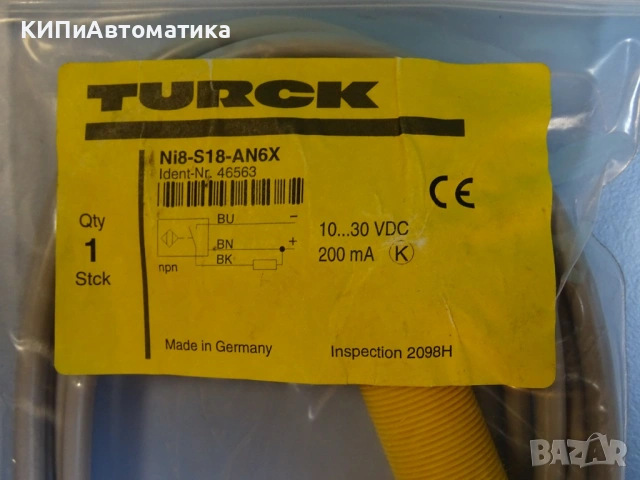 КИПиАвтоматика
TURCK
Ni8-S18-AN6X
Ident-Nr. 46563
Qty
1
Stck
BU −
BN +
BK
npn
10...30 VDC
200 mA K
CE
Made in Germany
Inspection 2098H
BAZAR